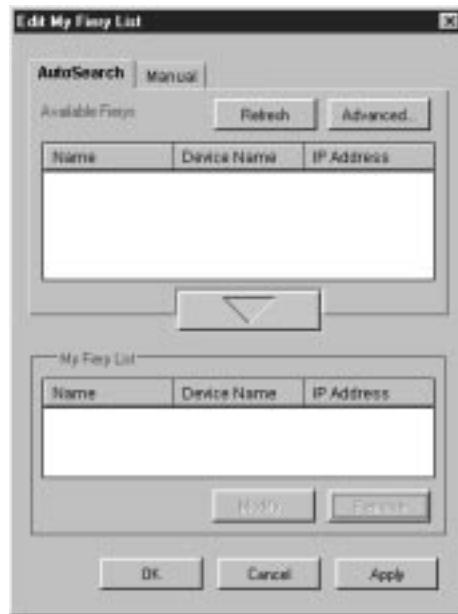 Edit My Fiery List
AutoSearch Manual
Available Fierys Refresh Advanced...
Name Device Name IP Address
My Fiery List
Name Device Name IP Address
Modify Remove
OK Cancel Apply